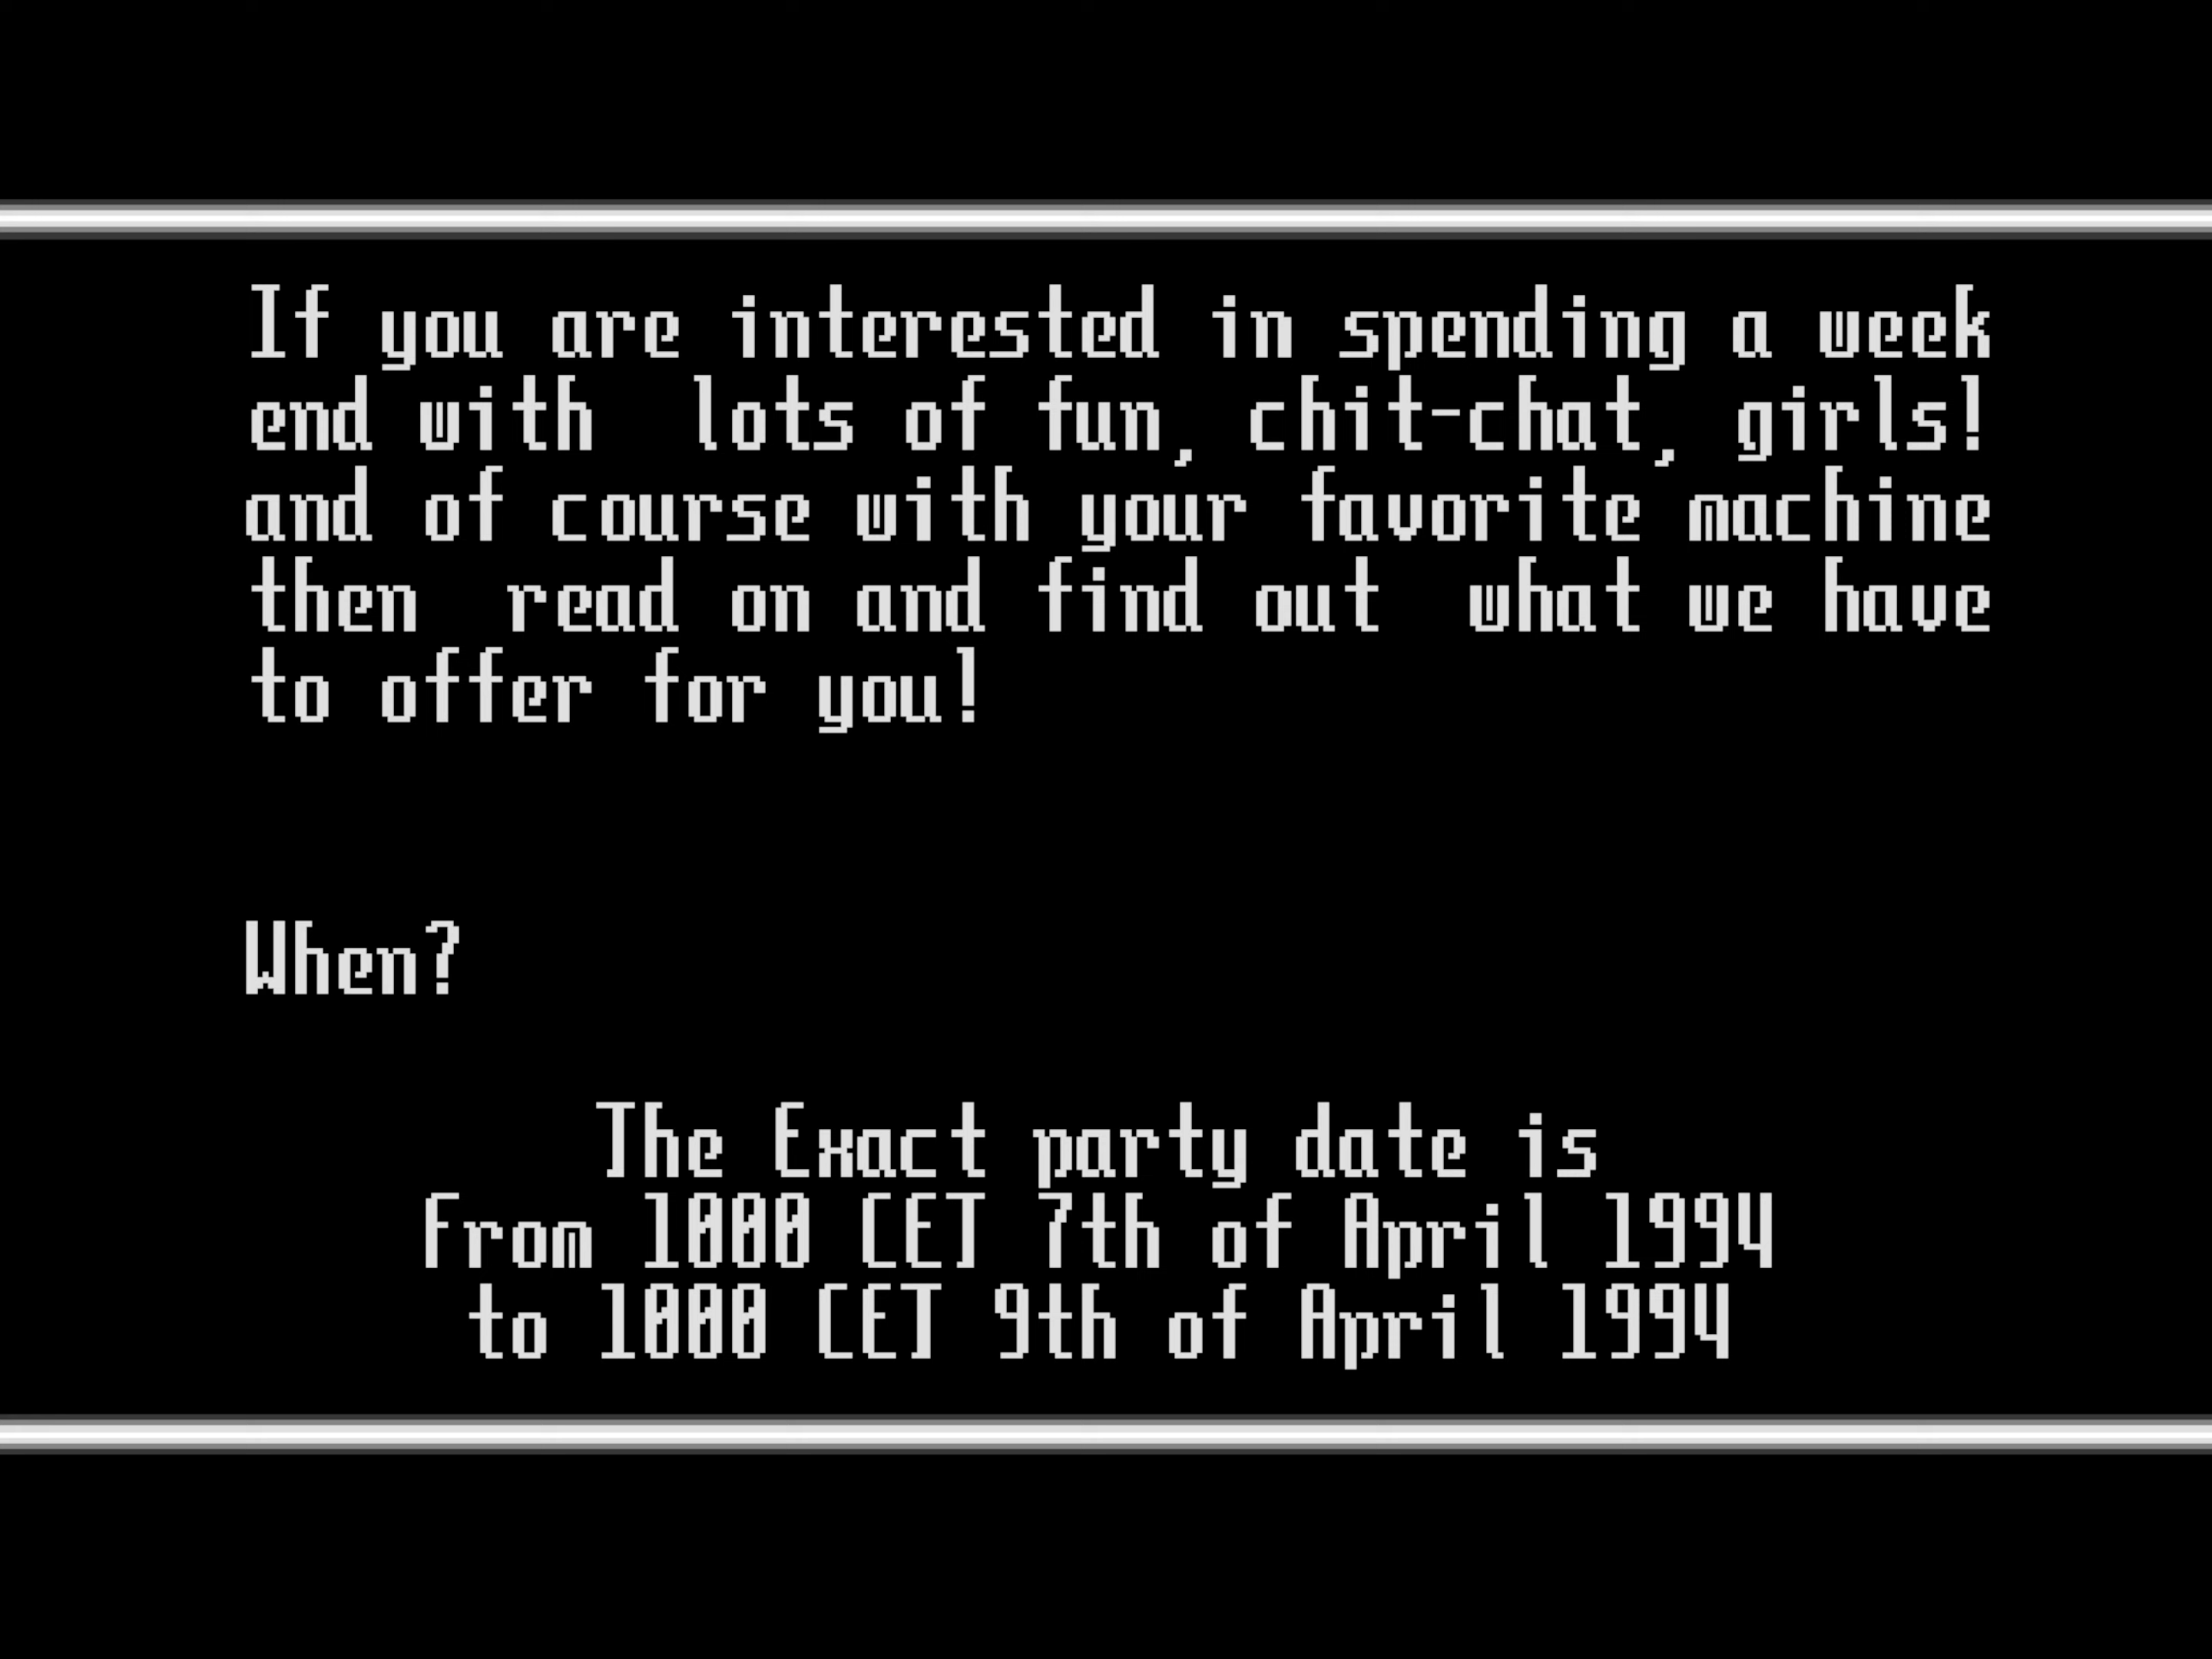 If you are interested in spending a week
end with  lots of fun, chit-chat, girls!
and of course with your favorite machine
then  read on and find out  what we have
to offer for you!
When?
The Exact party date is
from 1000 CET 7th of April 1994
to 1000 CET 9th of April 1994